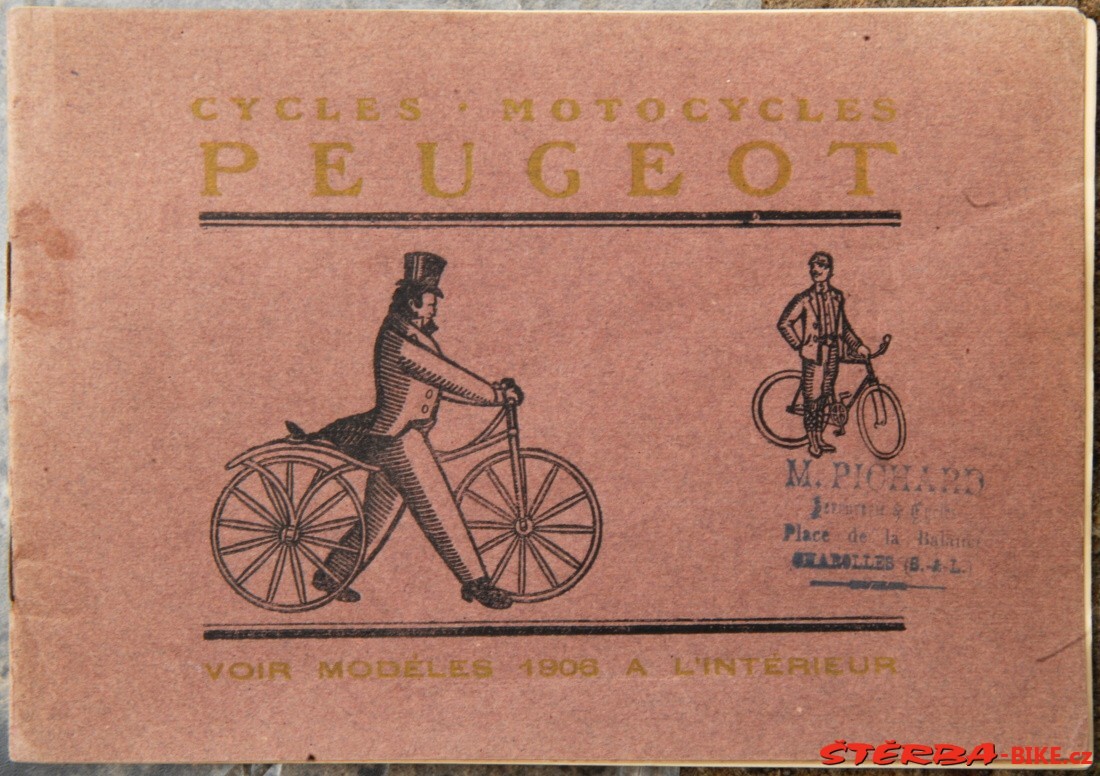 CYCLES · MOTOCYCLES
PEUGEOT
M. PICHARD
Place de la
CHAROLLES (S.-&-L.)
VOIR MODÈLES 1906 A L'INTÉRIEUR
ŠTĚRBA-BIKE.cz